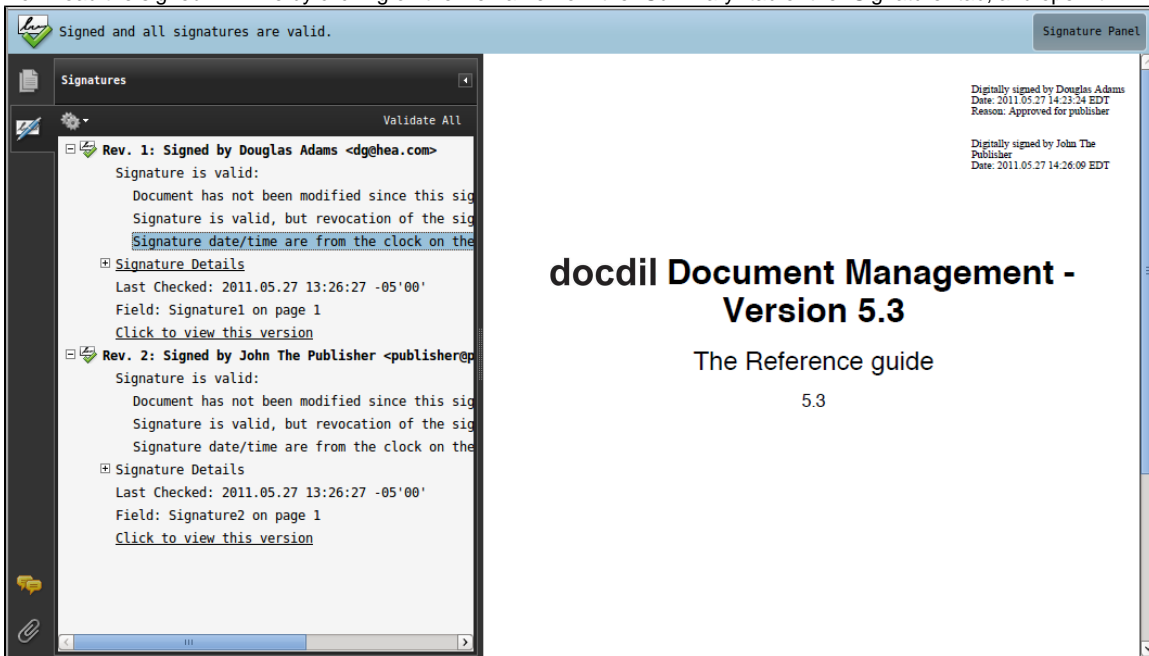 Signed and all signatures are valid.
Signature Panel
Signatures
Validate All
Rev. 1: Signed by Douglas Adams <dg@hea.com>
Signature is valid:
Document has not been modified since this sig
Signature is valid, but revocation of the sig
Signature date/time are from the clock on the
Signature Details
Last Checked: 2011.05.27 13:26:27 -05'00'
Field: Signature1 on page 1
Click to view this version
Rev. 2: Signed by John The Publisher <publisher@p
Signature is valid:
Document has not been modified since this sig
Signature is valid, but revocation of the sig
Signature date/time are from the clock on the
Signature Details
Last Checked: 2011.05.27 13:26:27 -05'00'
Field: Signature2 on page 1
Click to view this version
Digitally signed by Douglas Adams
Date: 2011.05.27 14:23:24 EDT
Reason: Approved for publisher
Digitally signed by John The
Publisher
Date: 2011.05.27 14:26:09 EDT
docdil Document Management -
Version 5.3
The Reference guide
5.3